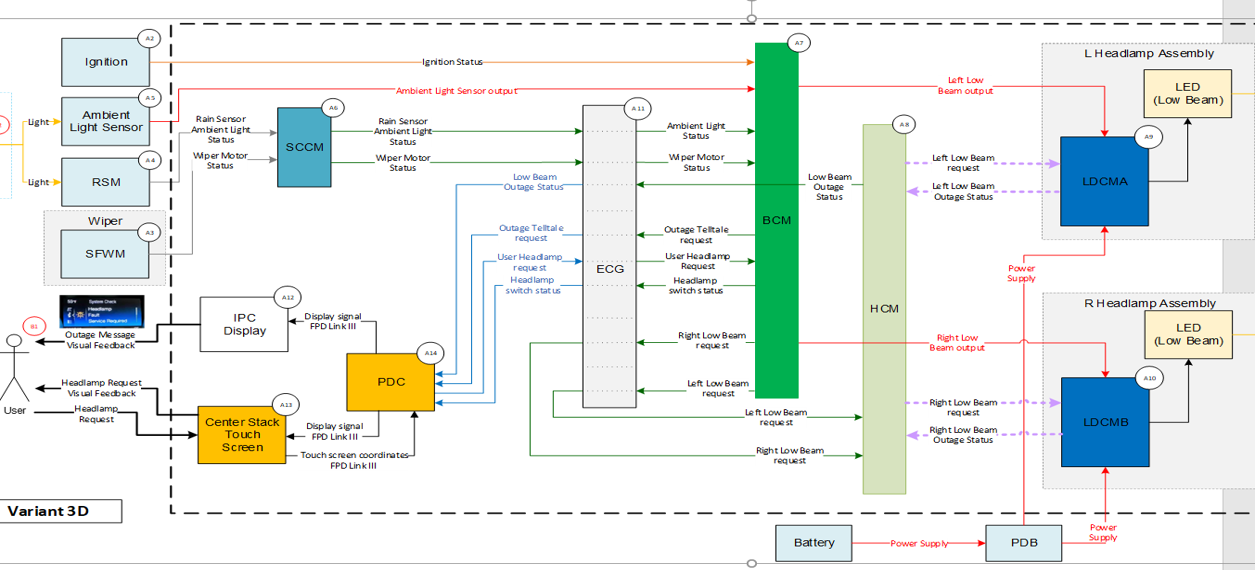 A2
Ignition
Ignition Status
A5
Ambient
Light Sensor
Ambient Light Sensor output
Light
A4
RSM
Light
Wiper
A3
SFWM
Rain Sensor
Ambient Light
Status
Wiper Motor
Status
A6
SCCM
Rain Sensor
Ambient Light
Status
Wiper Motor
Status
A11
ECG
Low Beam
Outage Status
Outage Telltale
request
User Headlamp
request
Headlamp
switch status
Ambient Light
Status
Wiper Motor
Status
Low Beam
Outage
Status
Outage Telltale
request
User Headlamp
Request
Headlamp
switch status
Right Low Beam
request
Left Low Beam
request
Left Low Beam
request
Right Low Beam
request
A7
BCM
A8
HCM
Left Low
Beam output
Left Low Beam
request
Left Low Beam
Outage Status
L Headlamp Assembly
LED
(Low Beam)
A9
LDCMA
Power
Supply
Right Low
Beam output
Right Low Beam
request
Right Low Beam
Outage Status
R Headlamp Assembly
LED
(Low Beam)
A10
LDCMB
Power
Supply
Battery
Power Supply
PDB
System Check
Headlamp
Fault
Service Required
B1
User
Outage Message
Visual Feedback
Headlamp Request
Visual Feedback
Headlamp
Request
A12
IPC
Display
Display signal
FPD Link III
A14
PDC
A13
Center Stack
Touch
Screen
Display signal
FPD Link III
Touch screen coordinates
FPD Link III
Variant 3D